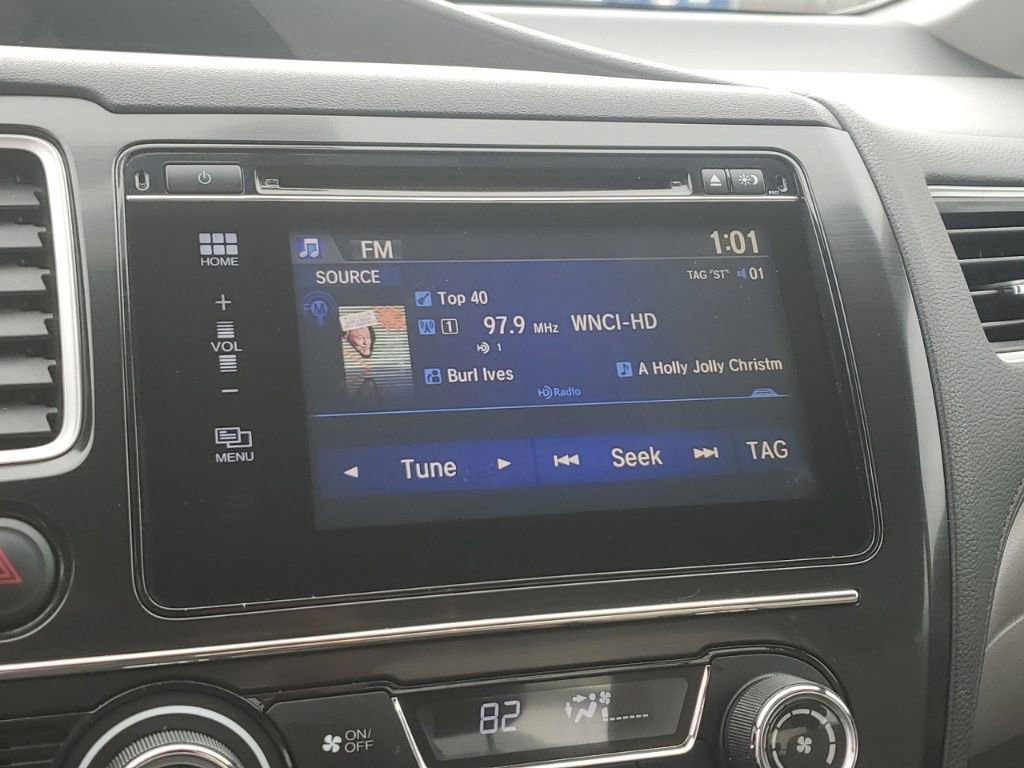 FM
1:01
SOURCE
TAG "ST" 01
HOME
Top 40
M
1 97.9 MHz WNCI-HD
HD 1
+
VOL
−
Burl Ives
A Holly Jolly Christm
HD Radio
MENU
Tune
Seek
TAG
82
ON/
OFF